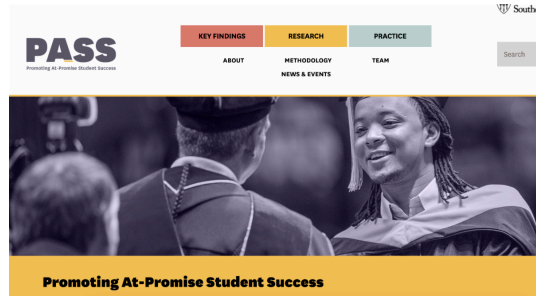 South
PASS
Promoting At-Promise Student Success
KEY FINDINGS
RESEARCH
PRACTICE
ABOUT
METHODOLOGY
TEAM
NEWS & EVENTS
Search
Promoting At-Promise Student Success